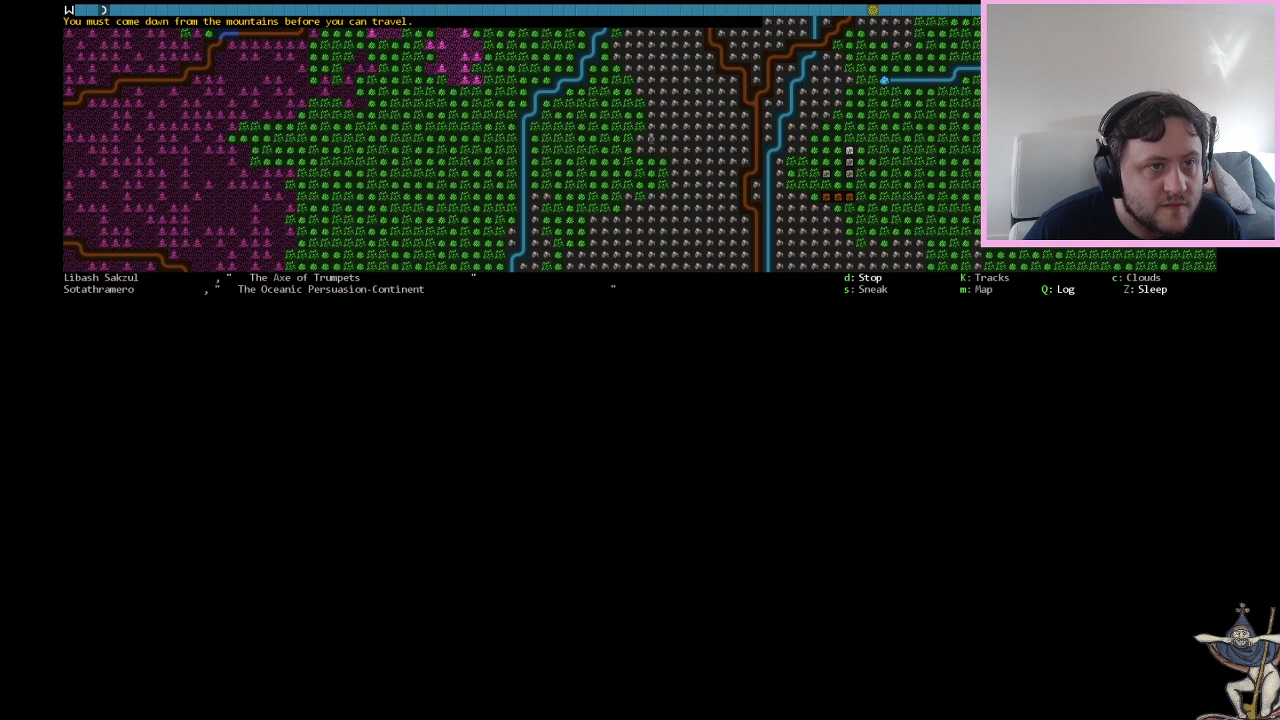 W
You must come down from the mountains before you can travel.
Libash Sakzul , " The Axe of Trumpets " d: Stop K: Tracks c: Clouds
Sotathramero , " The Oceanic Persuasion-Continent " s: Sneak m: Map Q: Log Z: Sleep